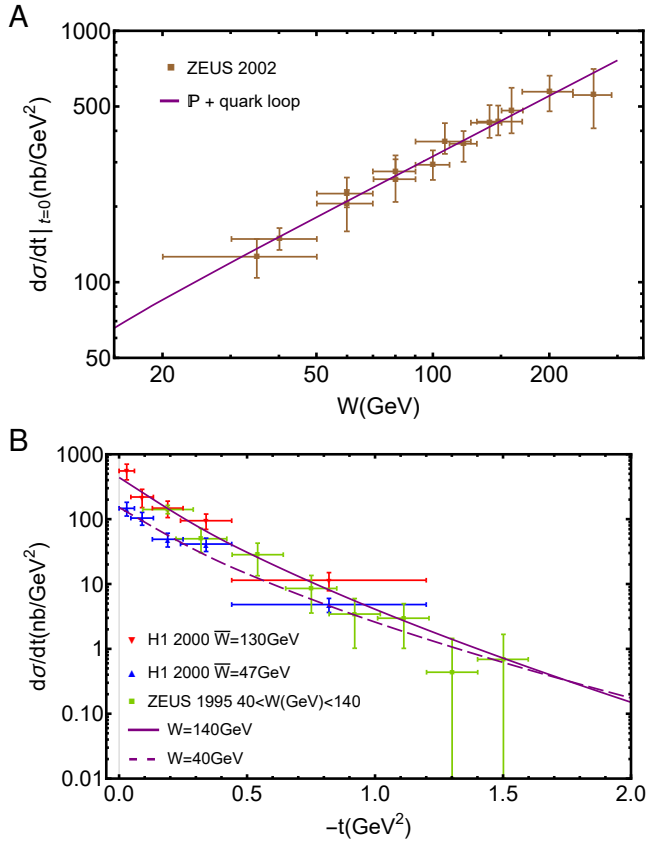 A
1000
500
100
50
dσ/dt|t=0(nb/GeV²)
ZEUS 2002
ℙ + quark loop
20 50 100 200
W(GeV)
B
1000
100
10
1
0.10
0.01
dσ/dt(nb/GeV²)
H1 2000 W̅=130GeV
H1 2000 W̅=47GeV
ZEUS 1995 40<W(GeV)<140
W=140GeV
W=40GeV
0.0 0.5 1.0 1.5 2.0
-t(GeV²)